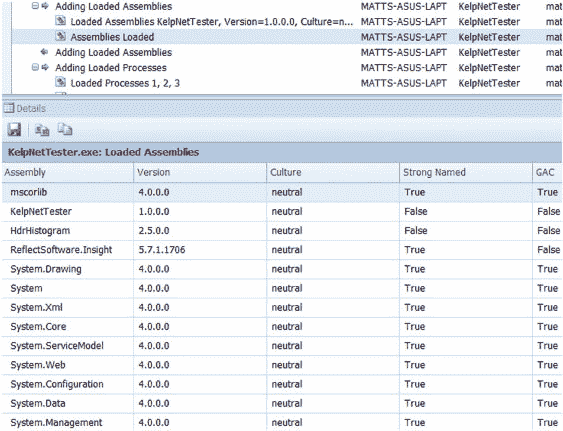 Adding Loaded Assemblies MATTS-ASUS-LAPT KelpNetTester mat
Loaded Assemblies KelpNetTester, Version=1.0.0.0, Culture=n... MATTS-ASUS-LAPT KelpNetTester mat
Assemblies Loaded MATTS-ASUS-LAPT KelpNetTester mat
Adding Loaded Assemblies MATTS-ASUS-LAPT KelpNetTester mat
Adding Loaded Processes MATTS-ASUS-LAPT KelpNetTester mat
Loaded Processes 1, 2, 3 MATTS-ASUS-LAPT KelpNetTester mat
Details
KelpNetTester.exe: Loaded Assemblies
Assembly Version Culture Strong Named GAC
mscorlib 4.0.0.0 neutral True True
KelpNetTester 1.0.0.0 neutral False False
HdrHistogram 2.5.0.0 neutral False False
ReflectSoftware.Insight 5.7.1.1706 neutral True False
System.Drawing 4.0.0.0 neutral True True
System 4.0.0.0 neutral True True
System.Xml 4.0.0.0 neutral True True
System.Core 4.0.0.0 neutral True True
System.ServiceModel 4.0.0.0 neutral True True
System.Web 4.0.0.0 neutral True True
System.Configuration 4.0.0.0 neutral True True
System.Data 4.0.0.0 neutral True True
System.Management 4.0.0.0 neutral True True